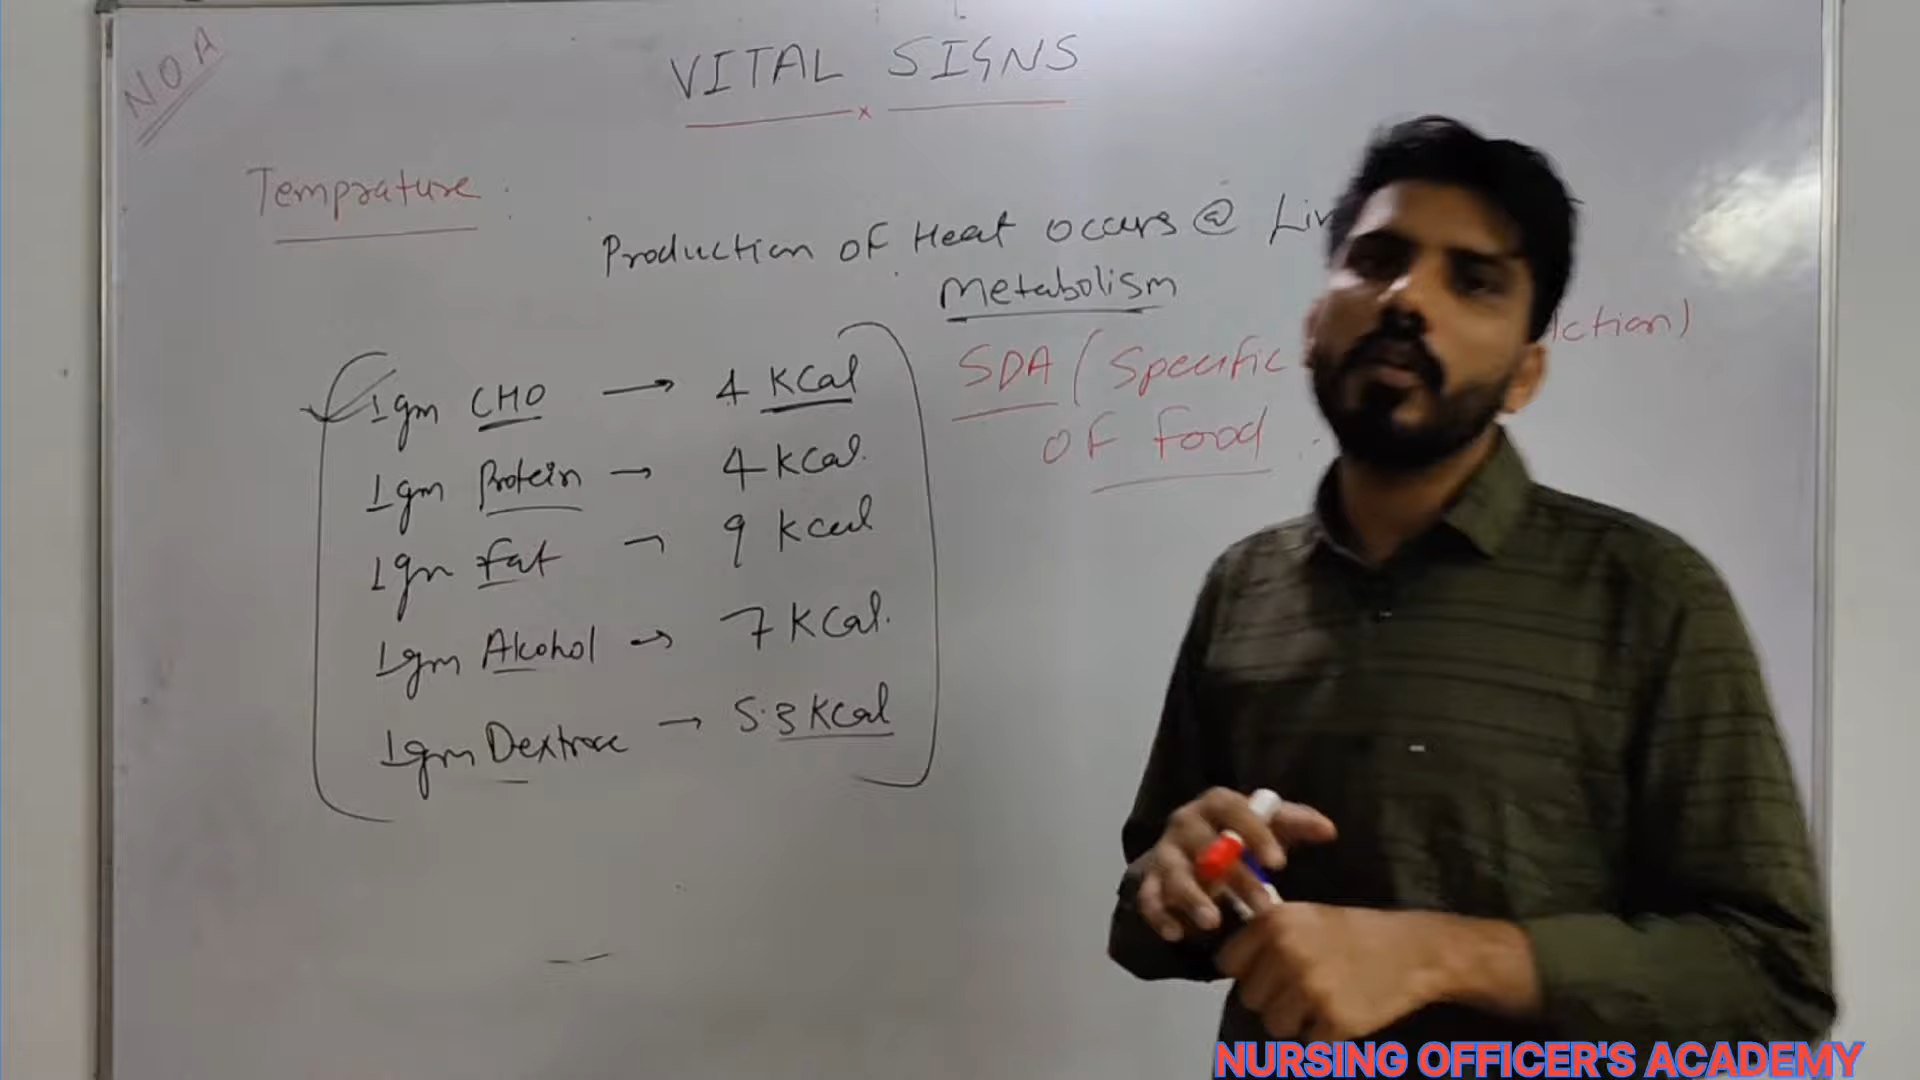 NOA
VITAL SIGNS
Temprature :
Production of Heat occurs @ Liv
Metabolism
SDA ( Specific ction)
of food :
1gm CHO → 4 KCal
1gm Protein → 4 KCal.
1gm fat → 9 Kcal
1gm Alcohol → 7 KCal.
1gm Dextrose → 5.3 KCal
NURSING OFFICER'S ACADEMY